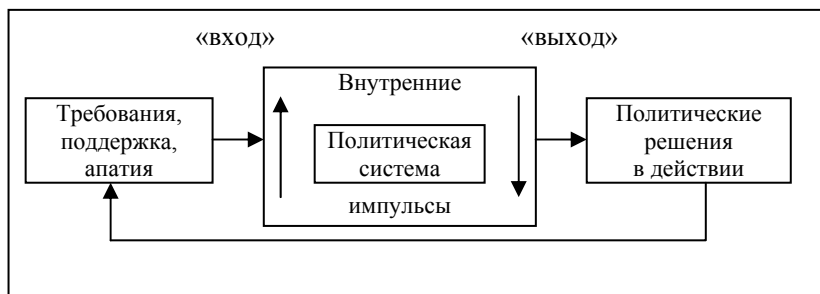 «вход»
«выход»
Требования,
поддержка,
апатия
Внутренние
Политическая
система
импульсы
Политические
решения
в действии